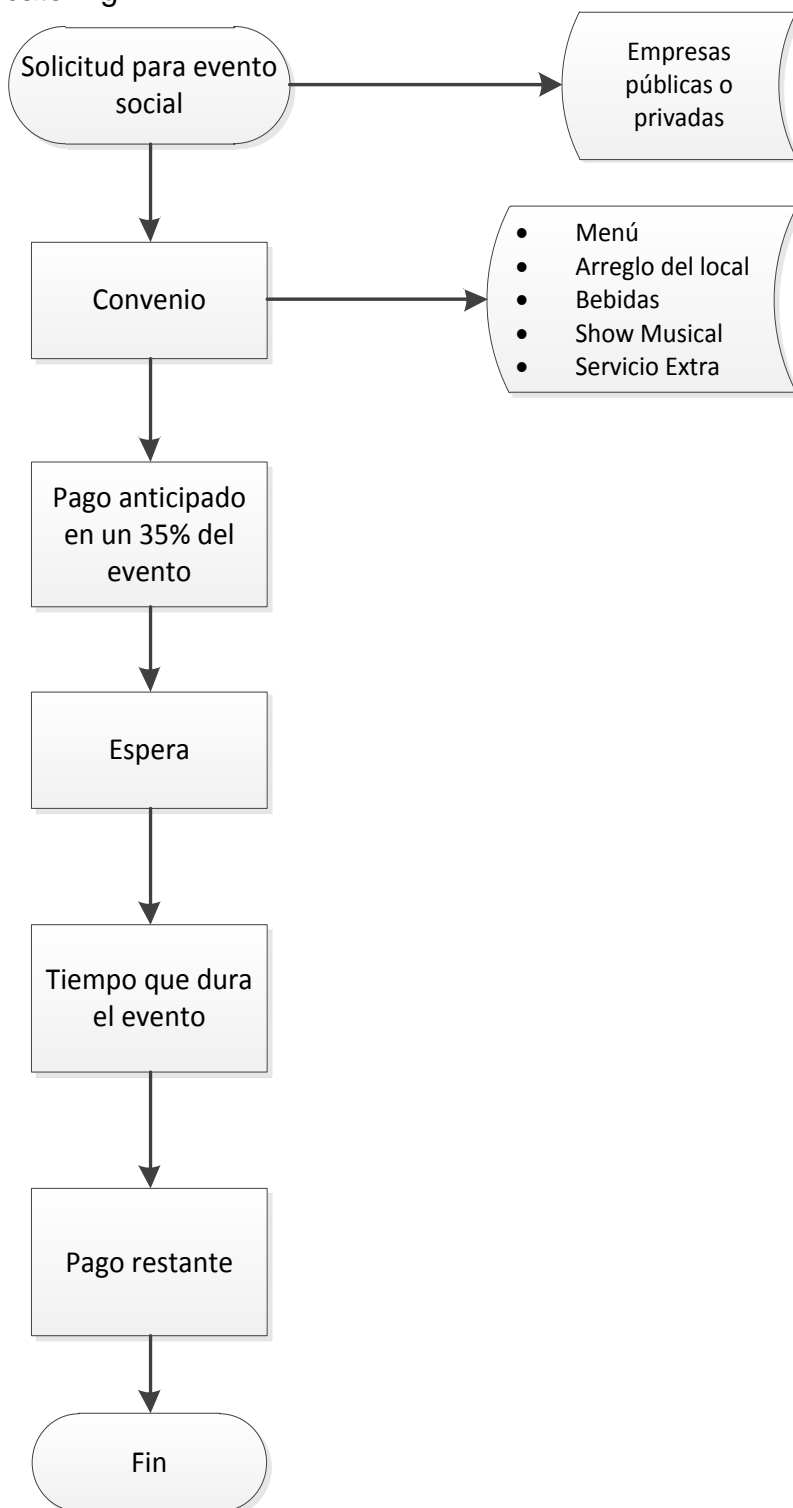 Solicitud para evento
social
Empresas
públicas o
privadas
Convenio
• Menú
• Arreglo del local
• Bebidas
• Show Musical
• Servicio Extra
Pago anticipado
en un 35% del
evento
Espera
Tiempo que dura
el evento
Pago restante
Fin